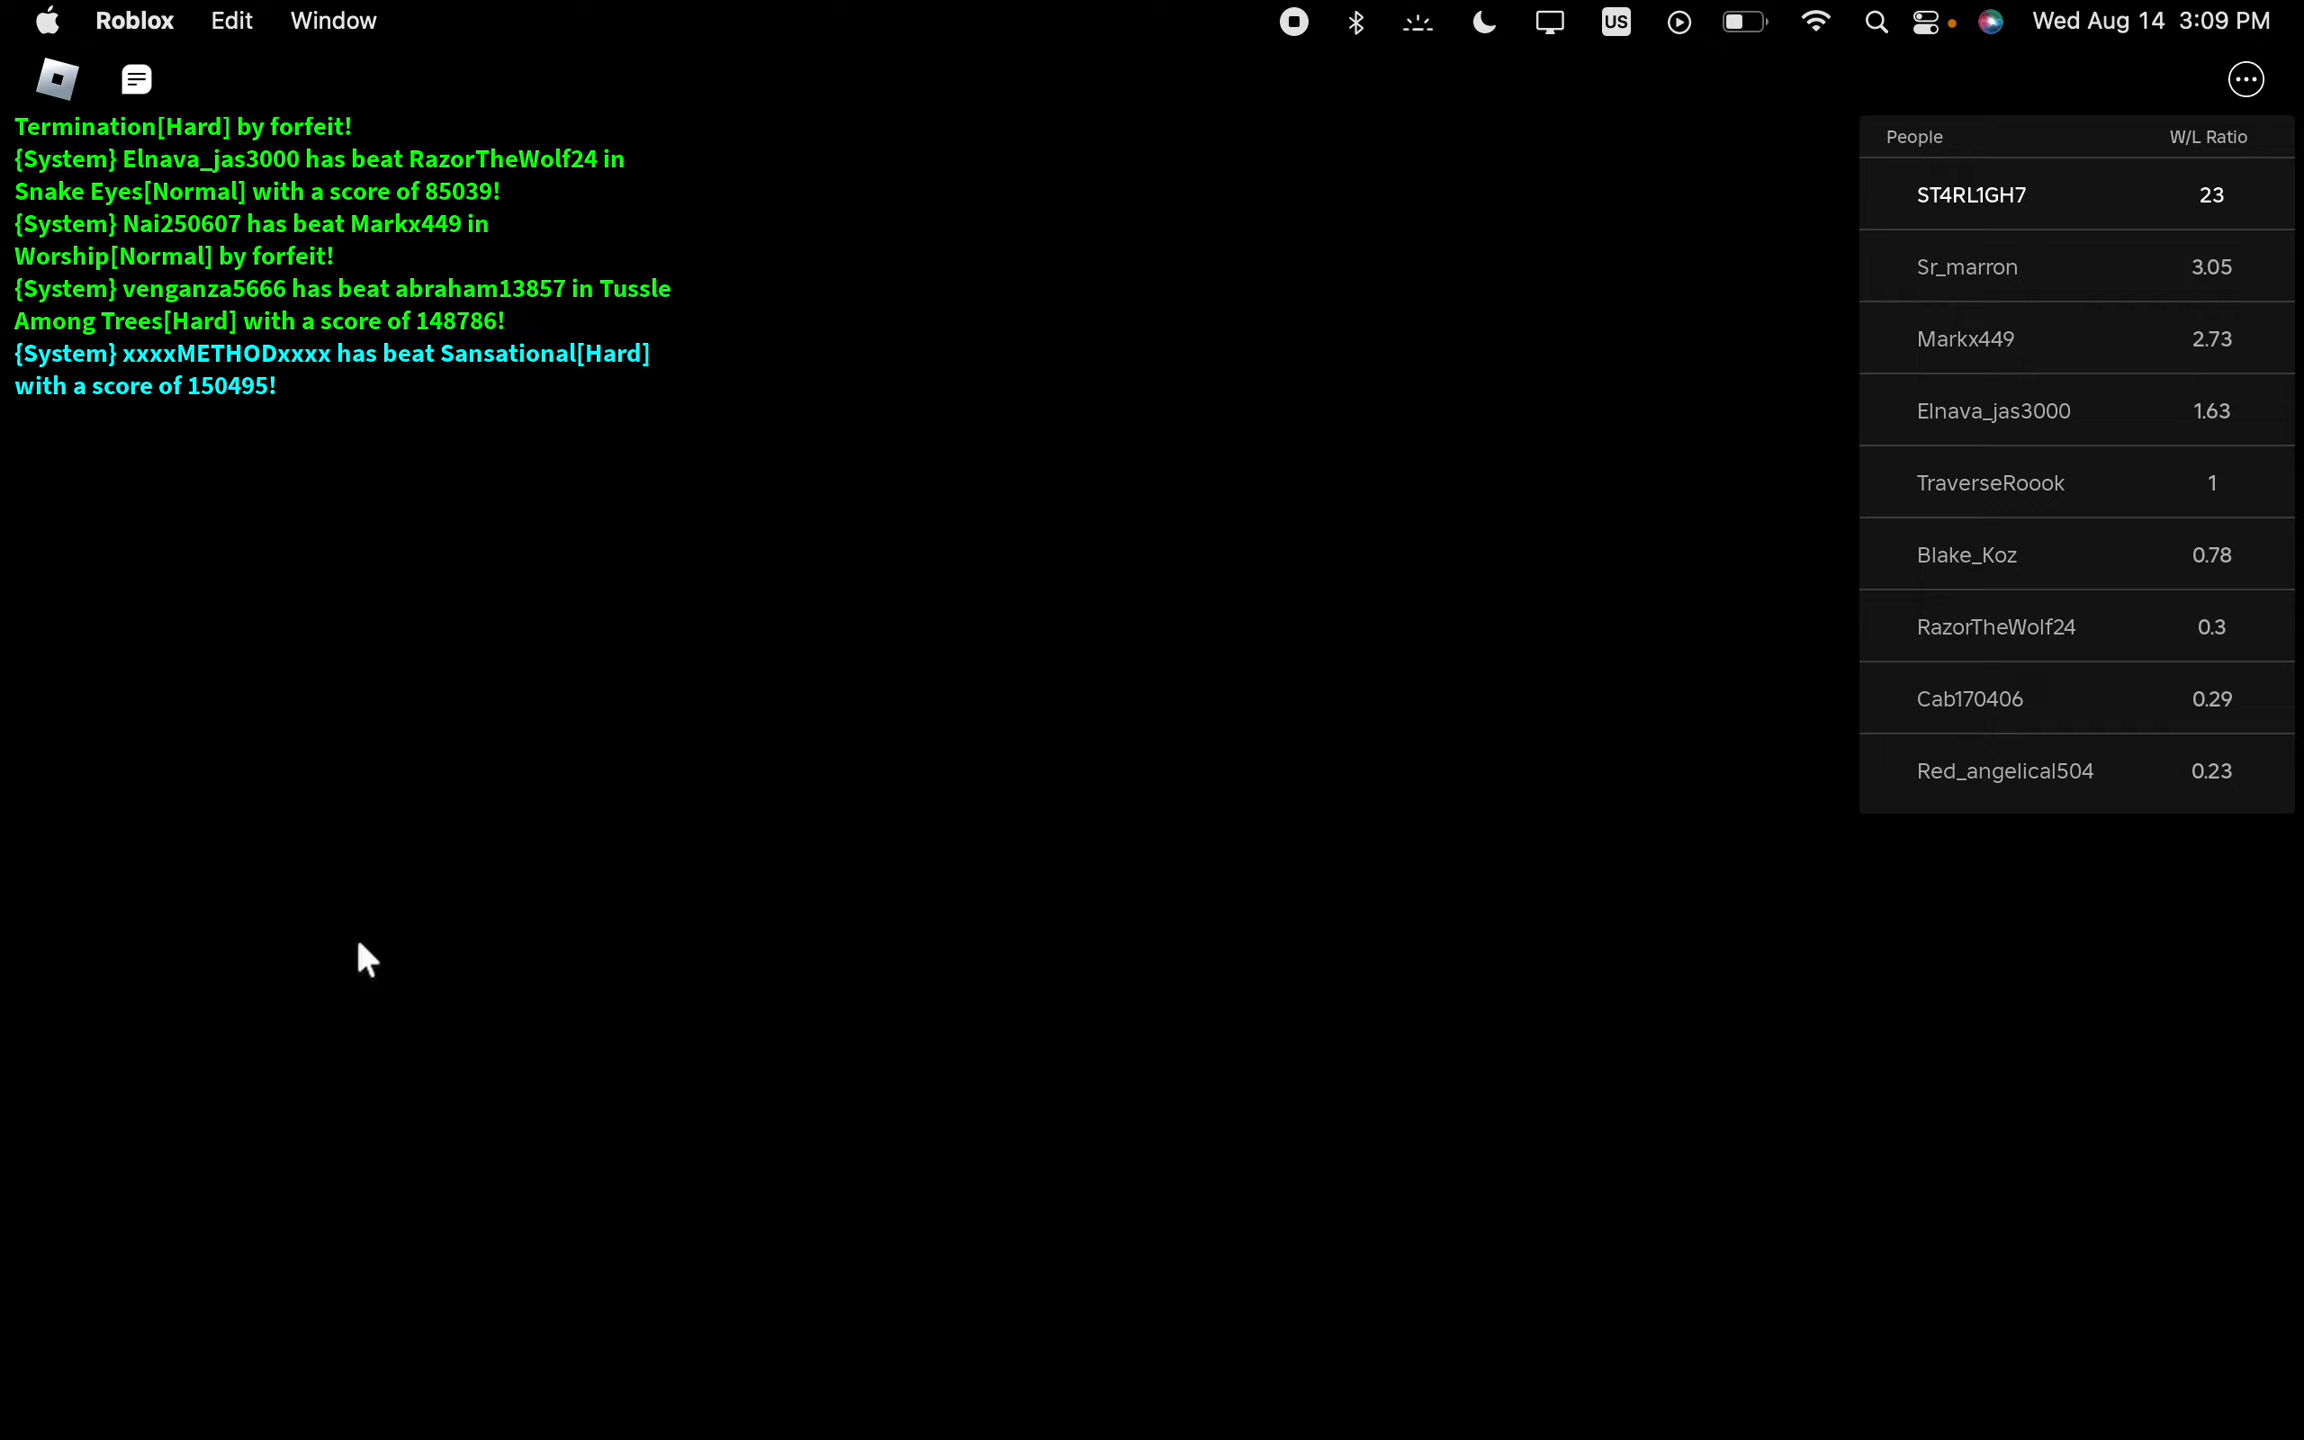 Roblox Edit Window US Wed Aug 14 3:09 PM
Termination[Hard] by forfeit!
{System} Elnava_jas3000 has beat RazorTheWolf24 in
Snake Eyes[Normal] with a score of 85039!
{System} Nai250607 has beat Markx449 in
Worship[Normal] by forfeit!
{System} venganza5666 has beat abraham13857 in Tussle
Among Trees[Hard] with a score of 148786!
{System} xxxxMETHODxxxx has beat Sansational[Hard]
with a score of 150495!
People W/L Ratio
ST4RL1GH7 23
Sr_marron 3.05
Markx449 2.73
Elnava_jas3000 1.63
TraverseRoook 1
Blake_Koz 0.78
RazorTheWolf24 0.3
Cab170406 0.29
Red_angelical504 0.23